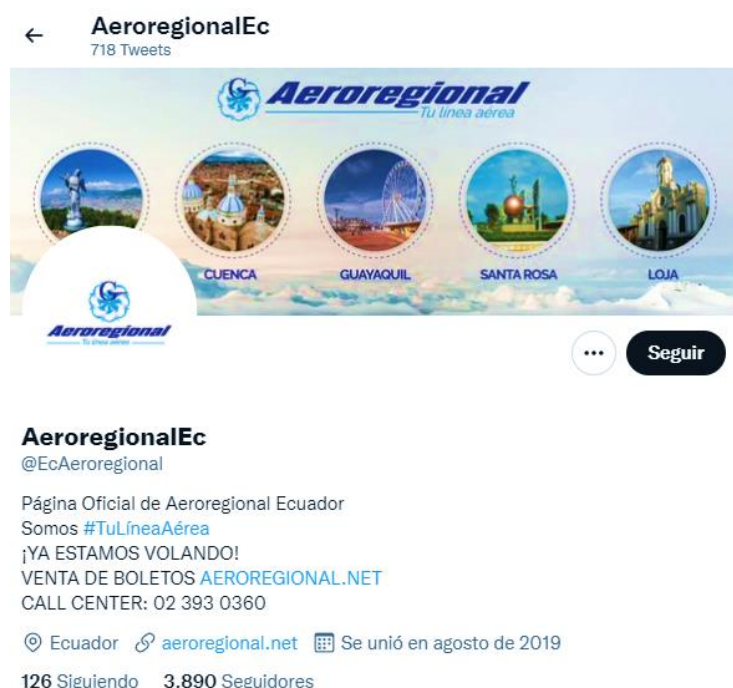 AeroregionalEc
718 Tweets
Aeroregional
Tu línea aérea
CUENCA
GUAYAQUIL
SANTA ROSA
LOJA
Aeroregional
Tu línea aérea
Seguir
AeroregionalEc
@EcAeroregional
Página Oficial de Aeroregional Ecuador
Somos #TuLíneaAérea
¡YA ESTAMOS VOLANDO!
VENTA DE BOLETOS AEROREGIONAL.NET
CALL CENTER: 02 393 0360
Ecuador aeroregional.net Se unió en agosto de 2019
126 Siguiendo 3.890 Seguidores